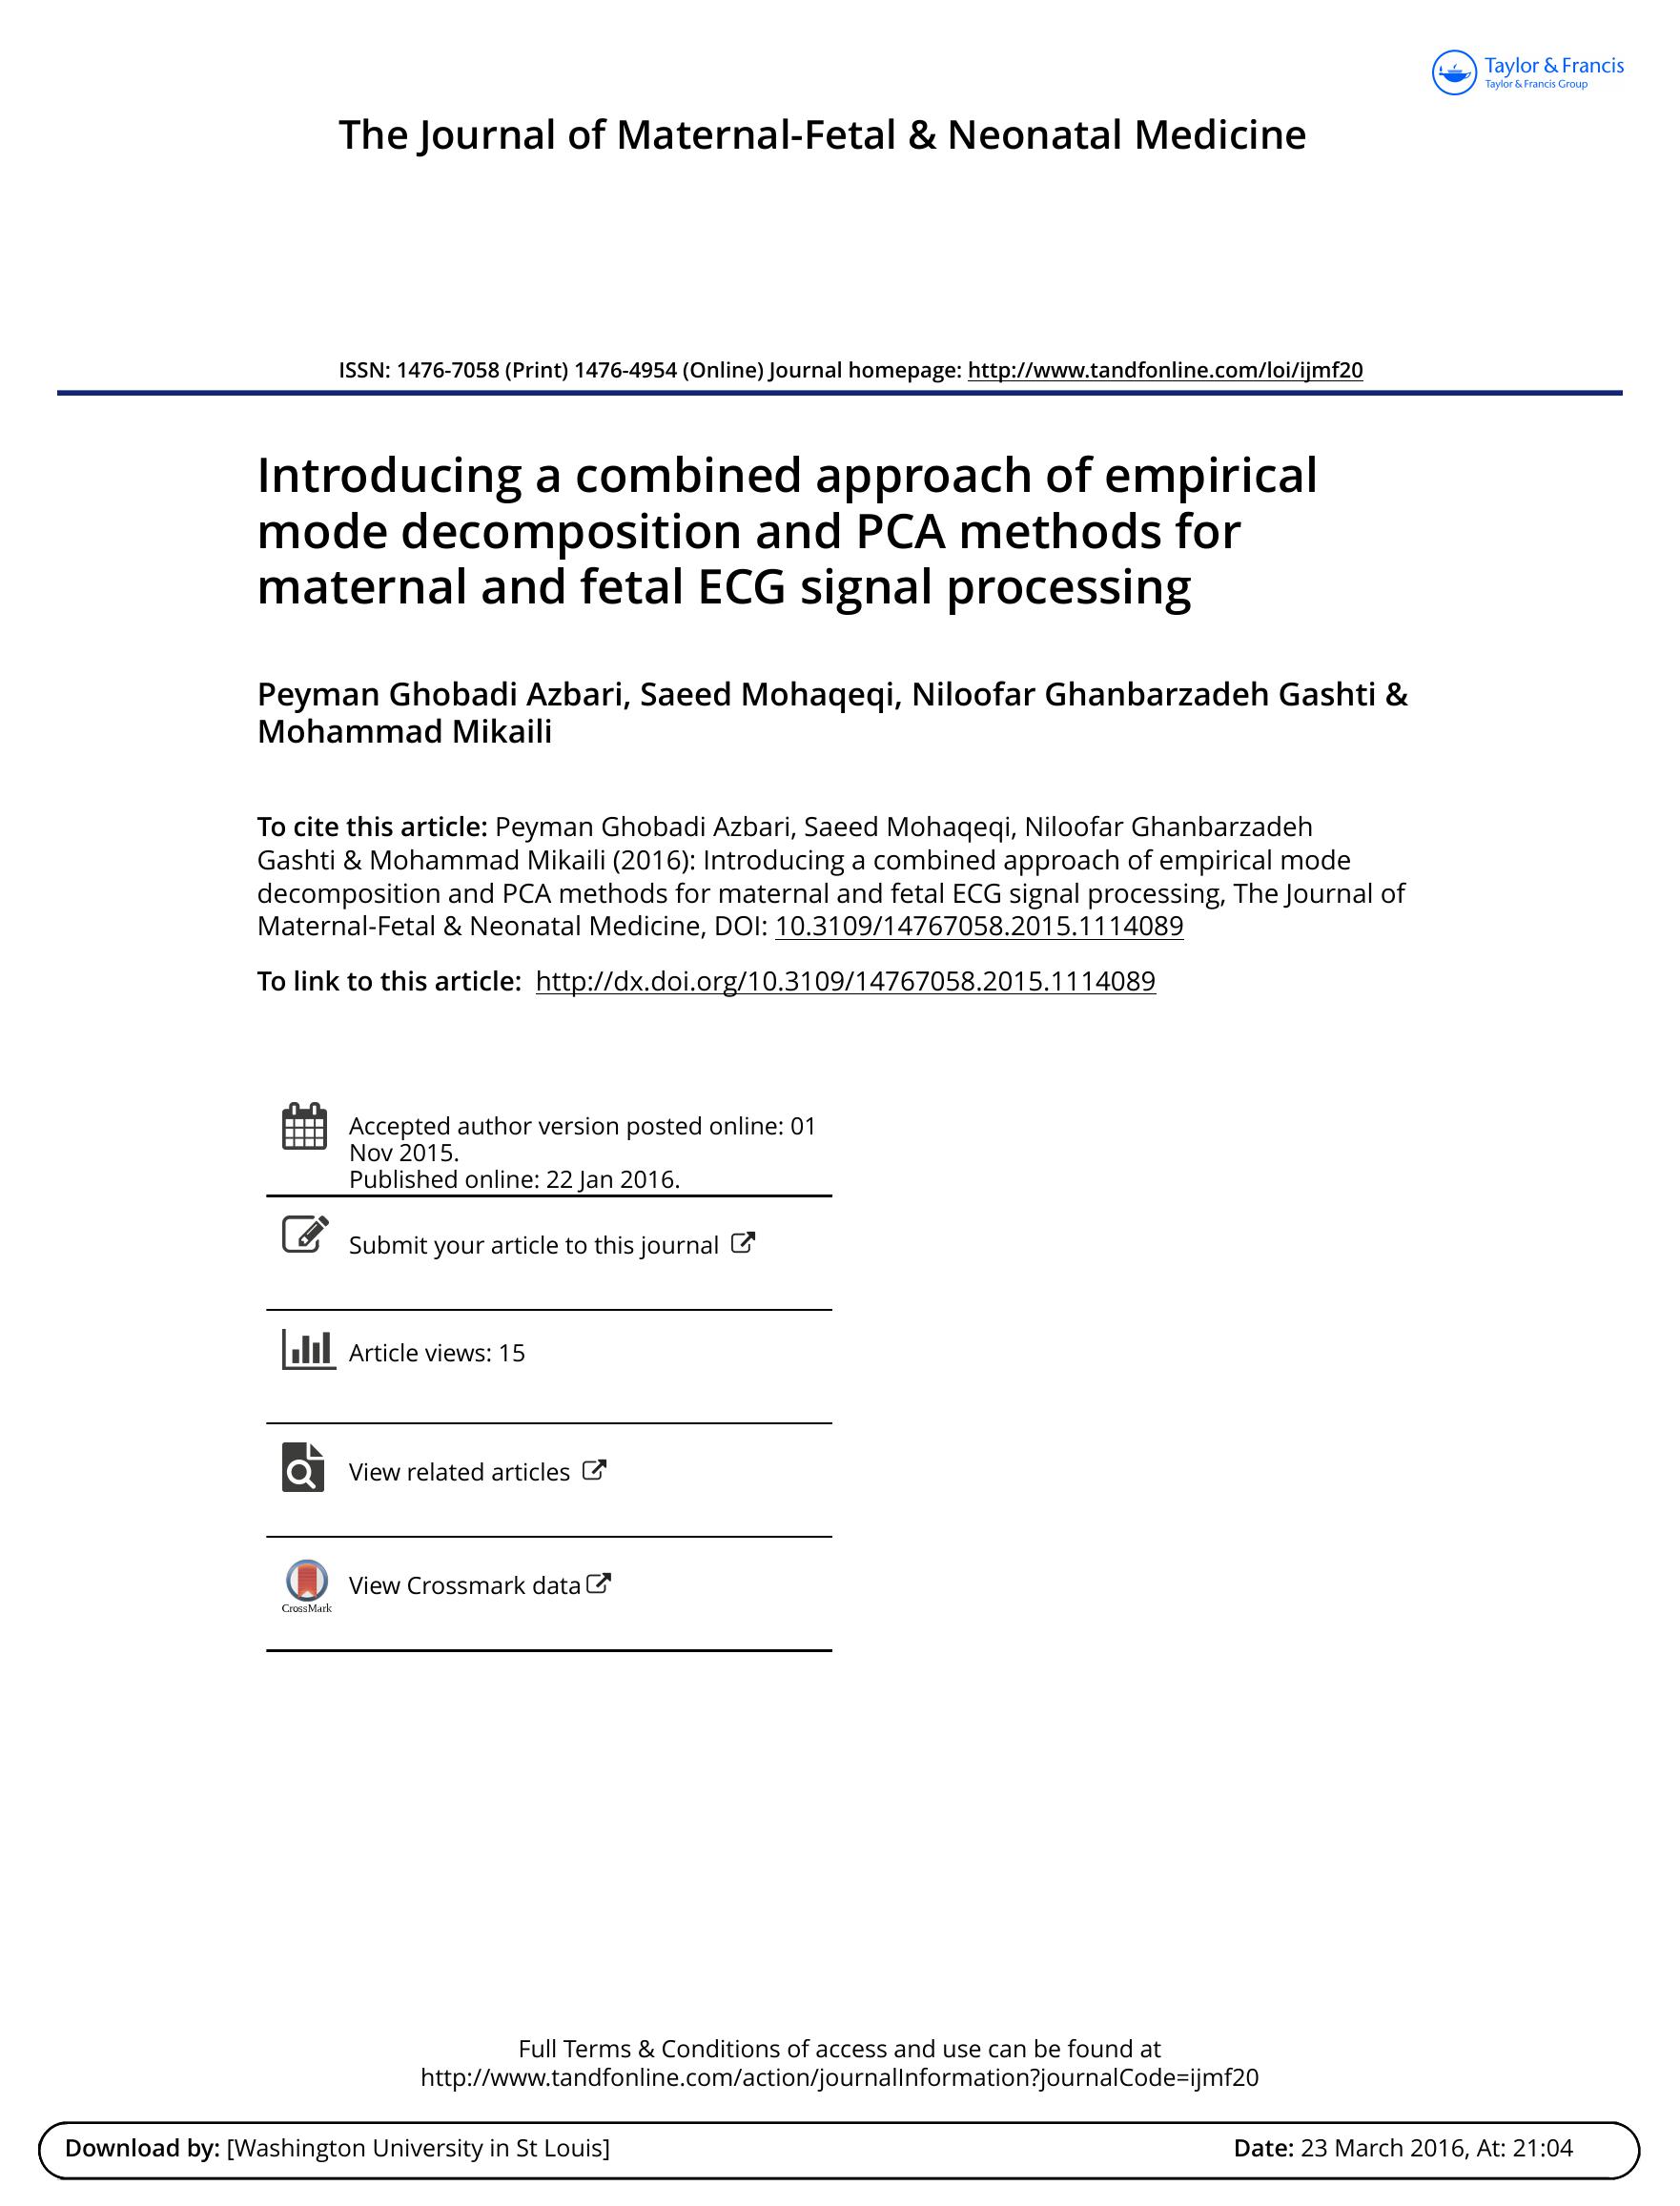 Taylor & Francis
Taylor & Francis Group
The Journal of Maternal-Fetal & Neonatal Medicine
ISSN: 1476-7058 (Print) 1476-4954 (Online) Journal homepage: http://www.tandfonline.com/loi/ijmf20
Introducing a combined approach of empirical
mode decomposition and PCA methods for
maternal and fetal ECG signal processing
Peyman Ghobadi Azbari, Saeed Mohaqeqi, Niloofar Ghanbarzadeh Gashti &
Mohammad Mikaili
To cite this article: Peyman Ghobadi Azbari, Saeed Mohaqeqi, Niloofar Ghanbarzadeh
Gashti & Mohammad Mikaili (2016): Introducing a combined approach of empirical mode
decomposition and PCA methods for maternal and fetal ECG signal processing, The Journal of
Maternal-Fetal & Neonatal Medicine, DOI: 10.3109/14767058.2015.1114089
To link to this article: http://dx.doi.org/10.3109/14767058.2015.1114089
Accepted author version posted online: 01
Nov 2015.
Published online: 22 Jan 2016.
Submit your article to this journal
Article views: 15
View related articles
View Crossmark data
CrossMark
Full Terms & Conditions of access and use can be found at
http://www.tandfonline.com/action/journalInformation?journalCode=ijmf20
Download by: [Washington University in St Louis] Date: 23 March 2016, At: 21:04